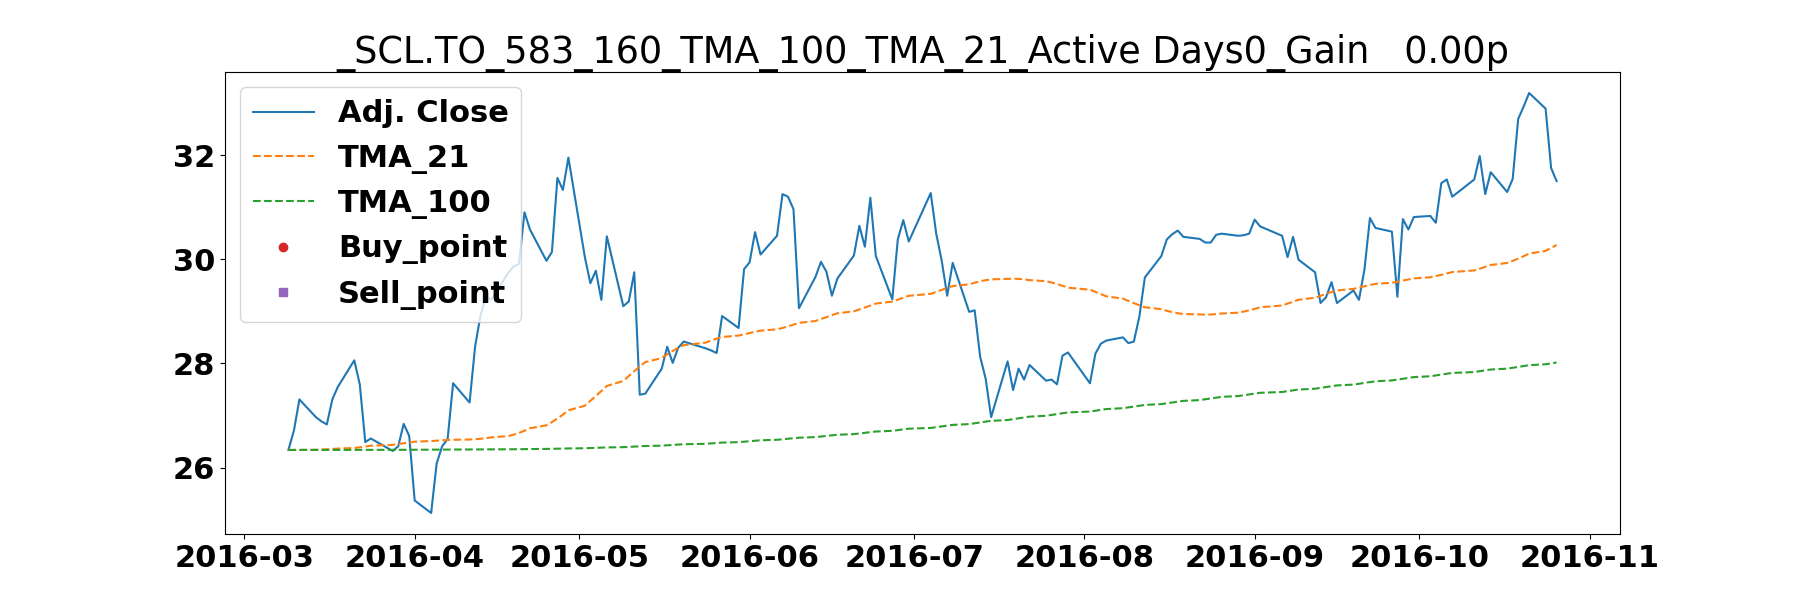 _SCL.TO_583_160_TMA_100_TMA_21_Active Days0_Gain   0.00p
Adj. Close
TMA_21
TMA_100
Buy_point
Sell_point
32
30
28
26
2016-03 2016-04 2016-05 2016-06 2016-07 2016-08 2016-09 2016-10 2016-11